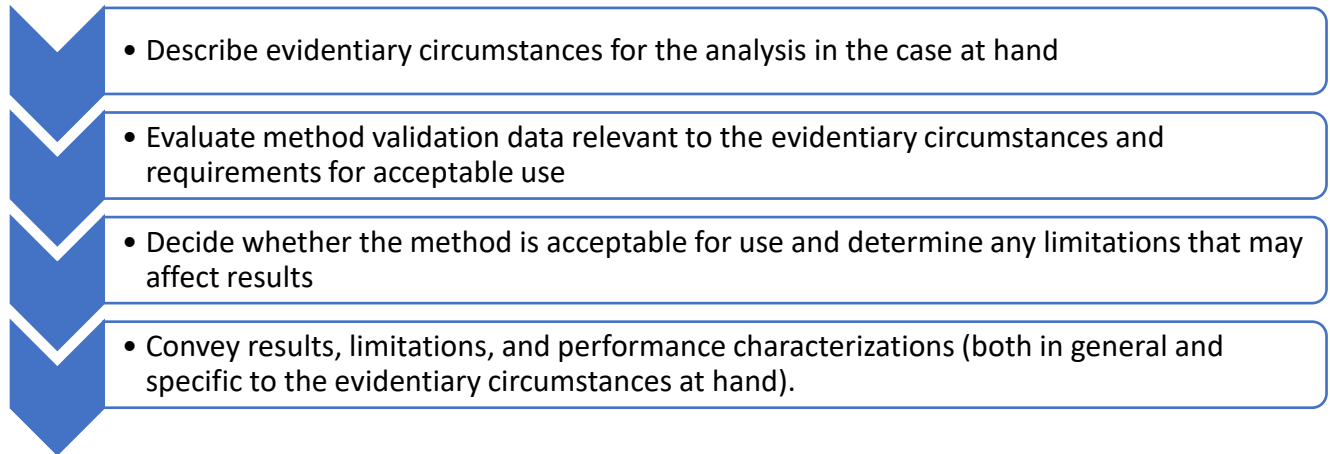 • Describe evidentiary circumstances for the analysis in the case at hand
• Evaluate method validation data relevant to the evidentiary circumstances and
requirements for acceptable use
• Decide whether the method is acceptable for use and determine any limitations that may
affect results
• Convey results, limitations, and performance characterizations (both in general and
specific to the evidentiary circumstances at hand).